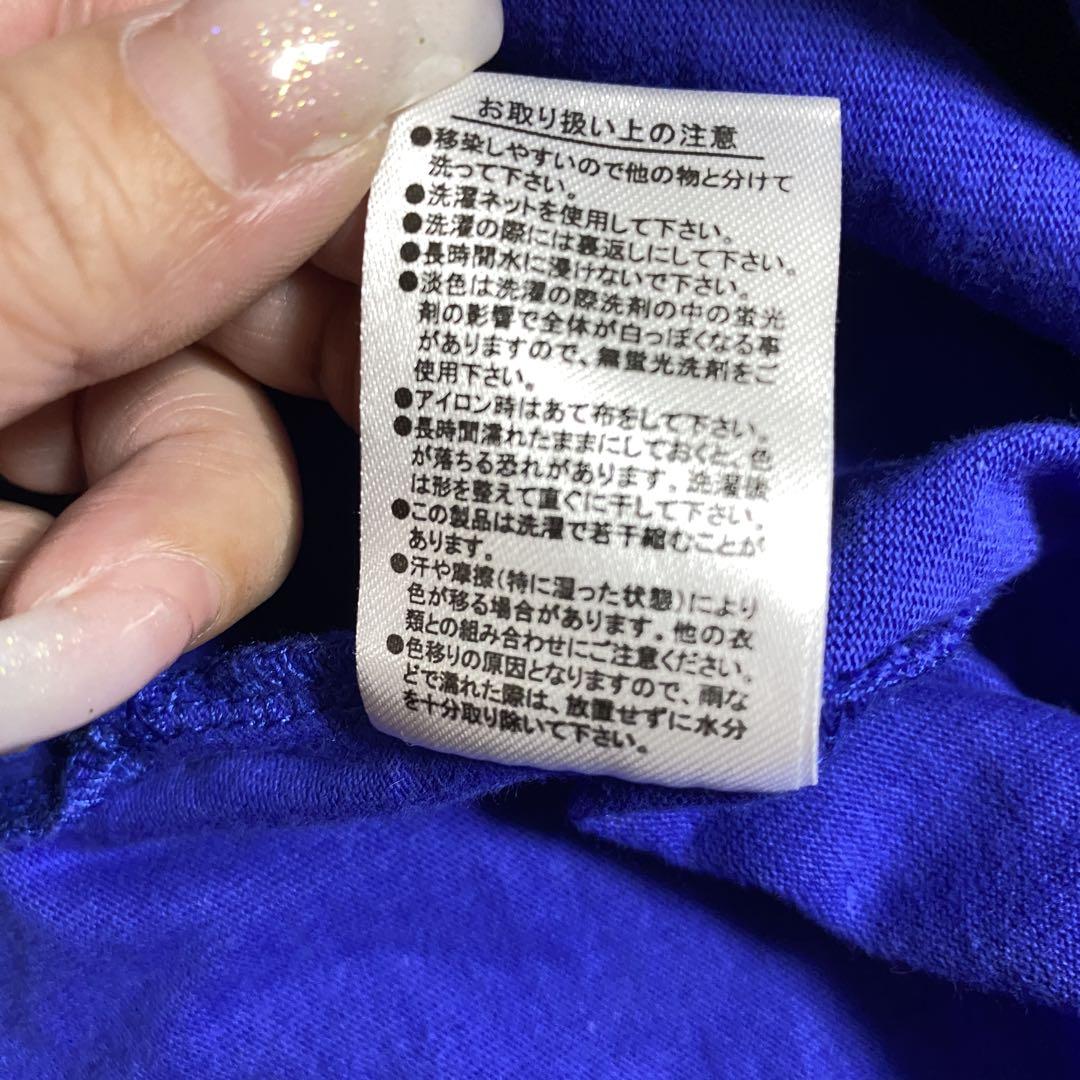 お取り扱い上の注意
●移染しやすいので他の物と分けて
洗って下さい。
●洗濯ネットを使用して下さい。
●洗濯の際には裏返しにして下さい。
●長時間水に浸けないで下さい。
●淡色は洗濯の際洗剤の中の蛍光
剤の影響で全体が白っぽくなる事
がありますので、無蛍光洗剤をご
使用下さい。
●アイロン時はあて布をして下さい。
●長時間濡れたままにしておくと、色
が落ちる恐れがあります。洗濯後
は形を整えて直ぐに干して下さい。
●この製品は洗濯で若干縮むことが
あります。
●汗や摩擦(特に湿った状態)により
色が移る場合があります。他の衣
類との組み合わせにご注意ください。
●色移りの原因となりますので、雨な
どで濡れた際は、放置せずに水分
を十分取り除いて下さい。